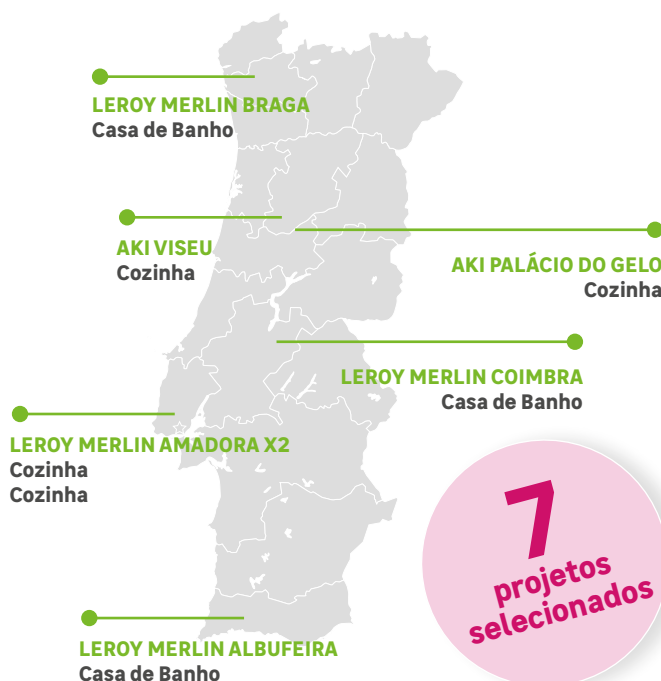 LEROY MERLIN BRAGA
Casa de Banho
AKI VISEU
Cozinha
AKI PALÁCIO DO GELO
Cozinha
LEROY MERLIN COIMBRA
Casa de Banho
LEROY MERLIN AMADORA X2
Cozinha
Cozinha
7
projetos
selecionados
LEROY MERLIN ALBUFEIRA
Casa de Banho